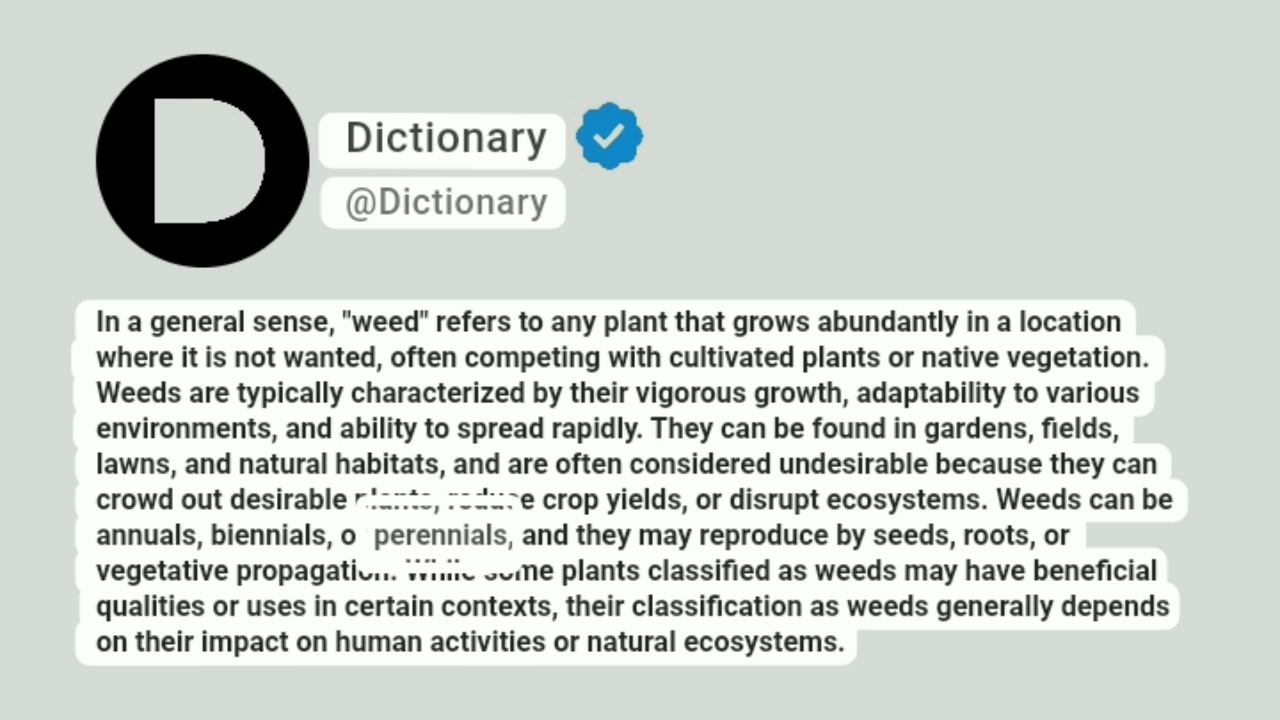 D
Dictionary
@Dictionary
In a general sense, "weed" refers to any plant that grows abundantly in a location
where it is not wanted, often competing with cultivated plants or native vegetation.
Weeds are typically characterized by their vigorous growth, adaptability to various
environments, and ability to spread rapidly. They can be found in gardens, fields,
lawns, and natural habitats, and are often considered undesirable because they can
crowd out desirable plants, reduce crop yields, or disrupt ecosystems. Weeds can be
annuals, biennials, o perennials, and they may reproduce by seeds, roots, or
vegetative propagation. While some plants classified as weeds may have beneficial
qualities or uses in certain contexts, their classification as weeds generally depends
on their impact on human activities or natural ecosystems.